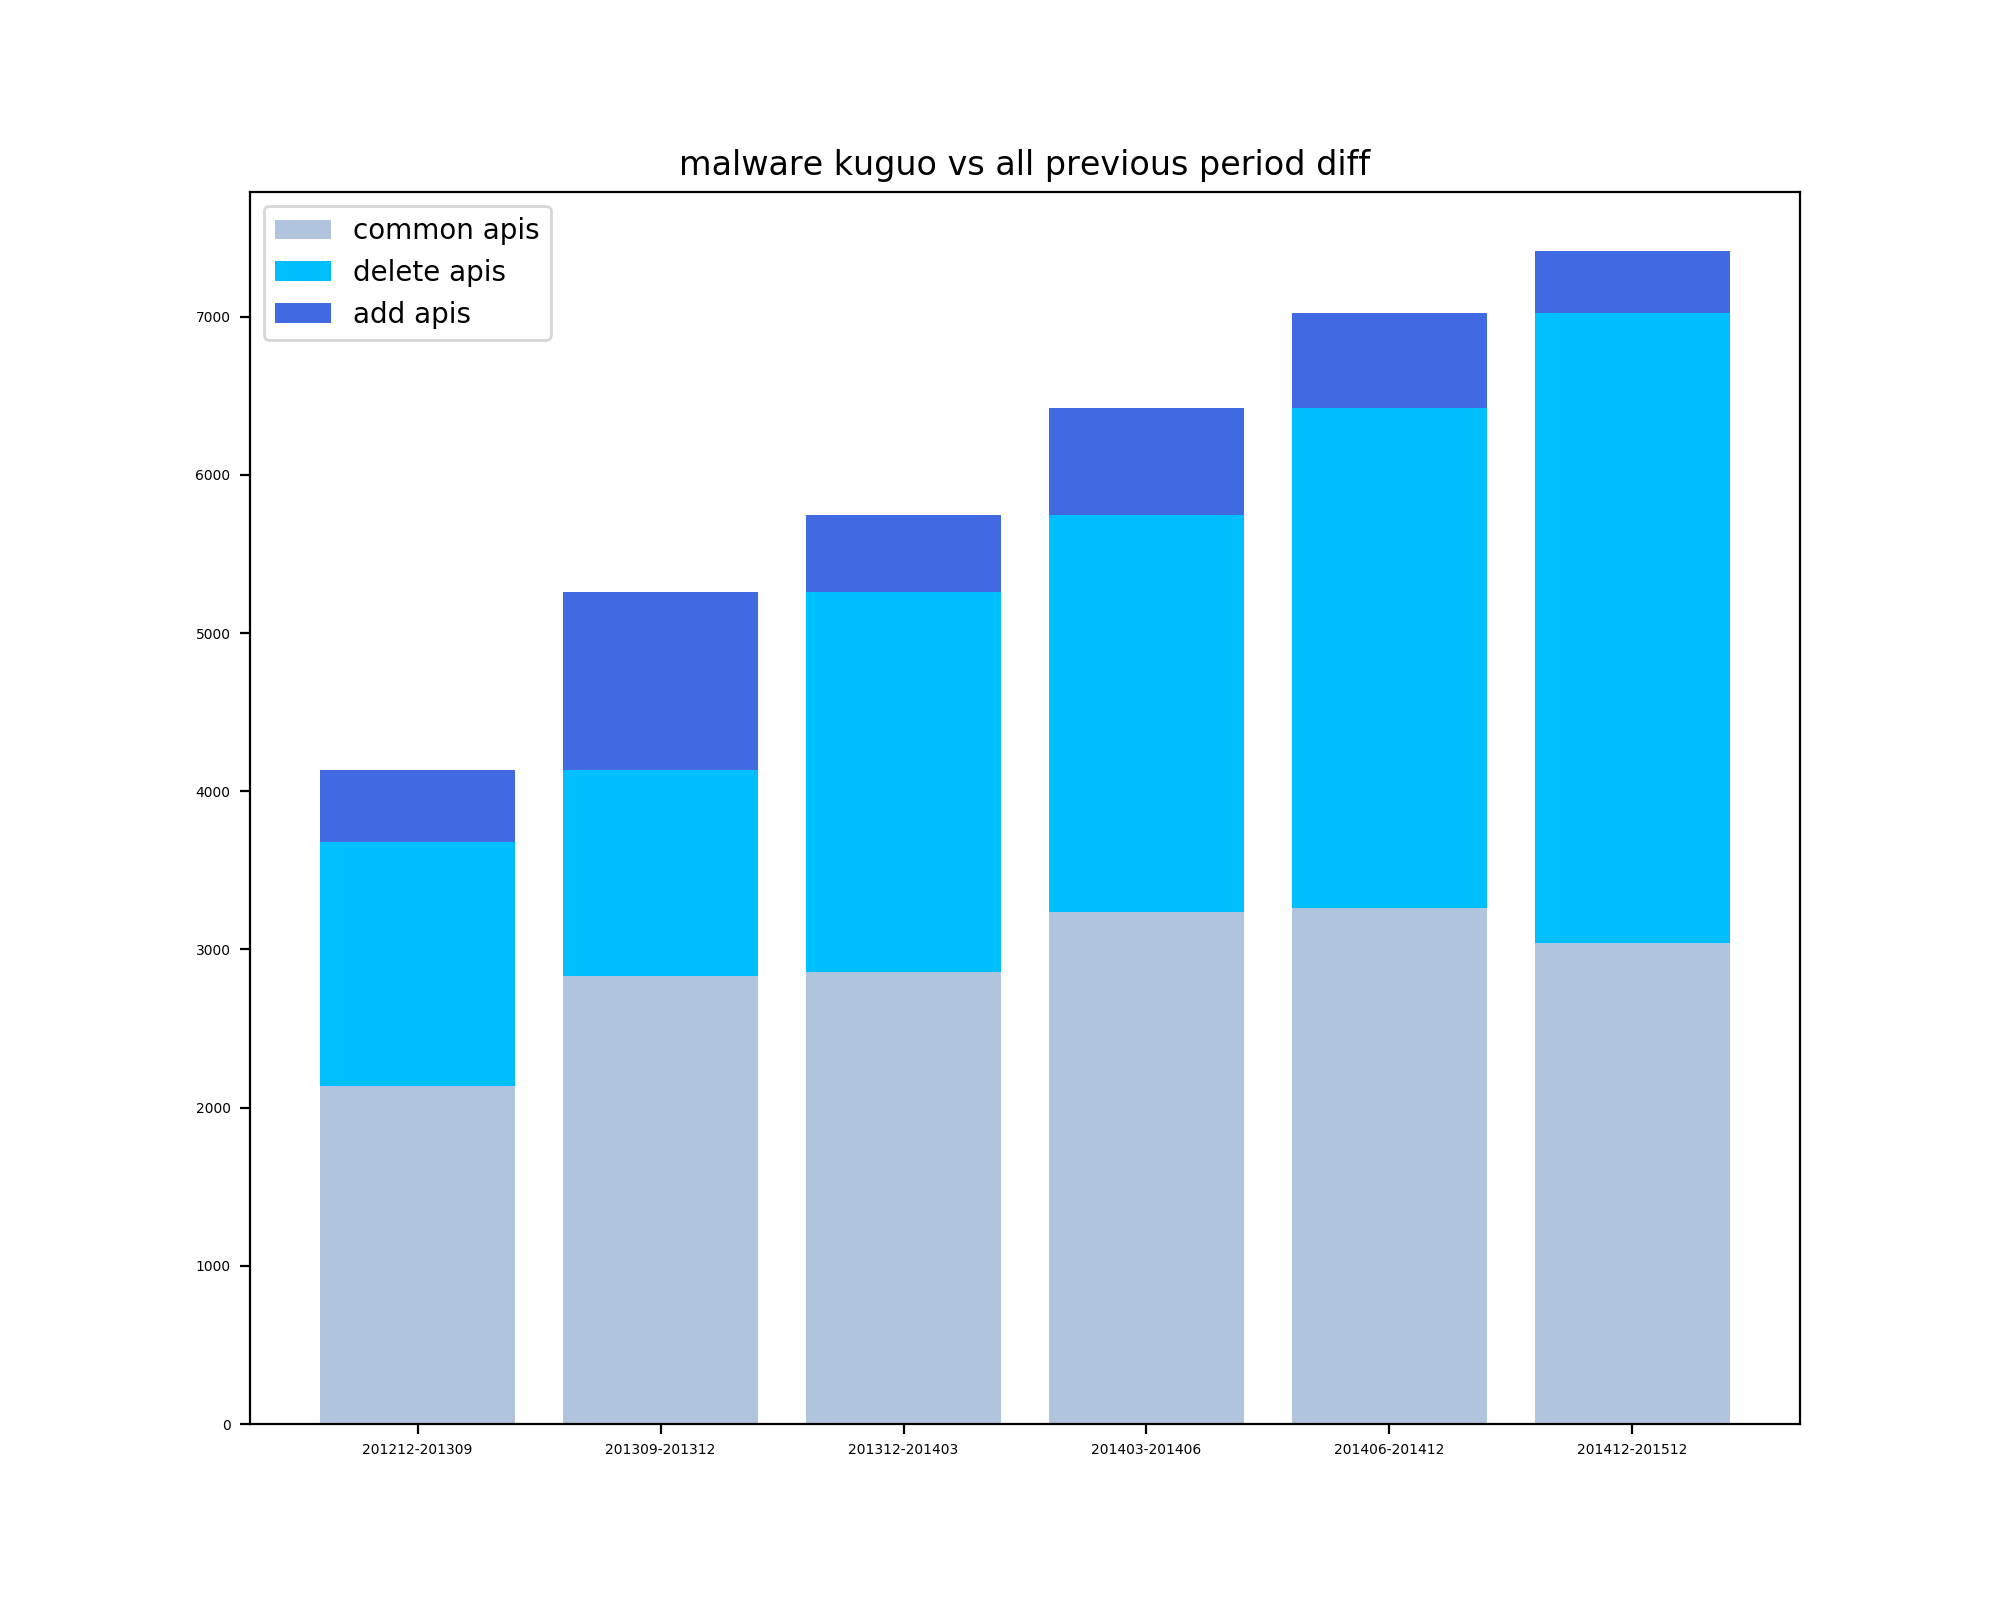 malware kuguo vs all previous period diff
common apis
delete apis
add apis
7000
6000
5000
4000
3000
2000
1000
0
201212-201309 201309-201312 201312-201403 201403-201406 201406-201412 201412-201512